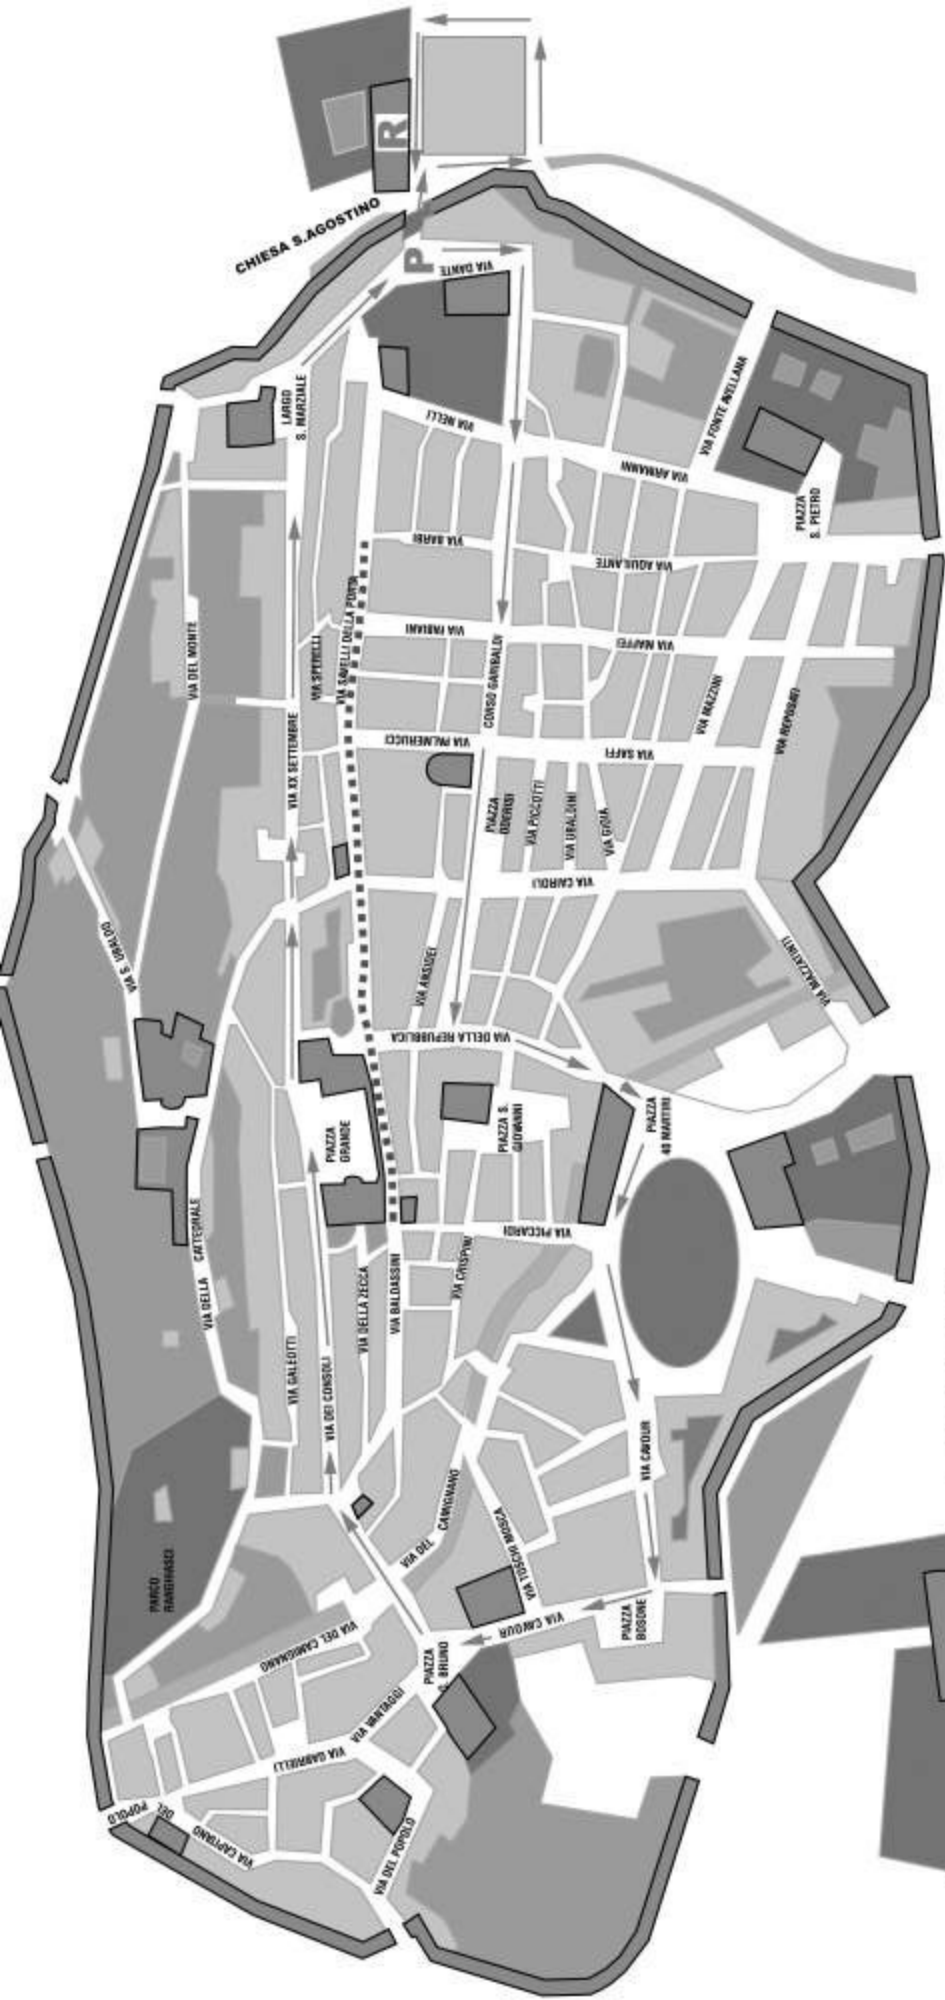 R
CHIESA S.AGOSTINO
P
VIA DANTE
LARGO
S. MARZIALE
VIA NELLI
VIA FONTE AVELLANA
VIA ARMANNI
PIAZZA
S. PIETRO
VIA BARBI
VIA AQUILANTE
VIA DEL MONTE
VIA SPERELLI
VIA SAVELLI DELLA PORTA
VIA FABIANI
CORSO GARIBALDI
VIA MAFFEI
VIA MAZZINI
VIA REPOSATI
VIA XX SETTEMBRE
VIA PALMERUCCI
VIA SAFFI
PIAZZA
ODERISI
VIA PICCOTTI
VIA UBALDINI
VIA GIOIA
VIA CAIROLI
VIA S. UBALDO
VIA ARSIDEI
VIA MAZZATINTI
VIA DELLA REPUBBLICA
PIAZZA
GRANDE
PIAZZA S.
GIOVANNI
PIAZZA
40 MARTIRI
VIA DELLA CATTEDRALE
VIA PICCARDI
VIA BALDASSINI
VIA CRISPINI
VIA DELLA ZECCA
VIA GALEOTTI
VIA DEI CONSOLI
VIA CAVOUR
VIA DEL CAMIGNANO
VIA TOSCHI MOSCA
PARCO
RANGHIASCI
VIA DEL CAMIGNANO
VIA CAVOUR
PIAZZA
BOSONE
PIAZZA
G. BRUNO
VIA VANTAGGI
VIA GABRIELLI
VIA CAPITANO DEL POPOLO
VIA DEL POPOLO